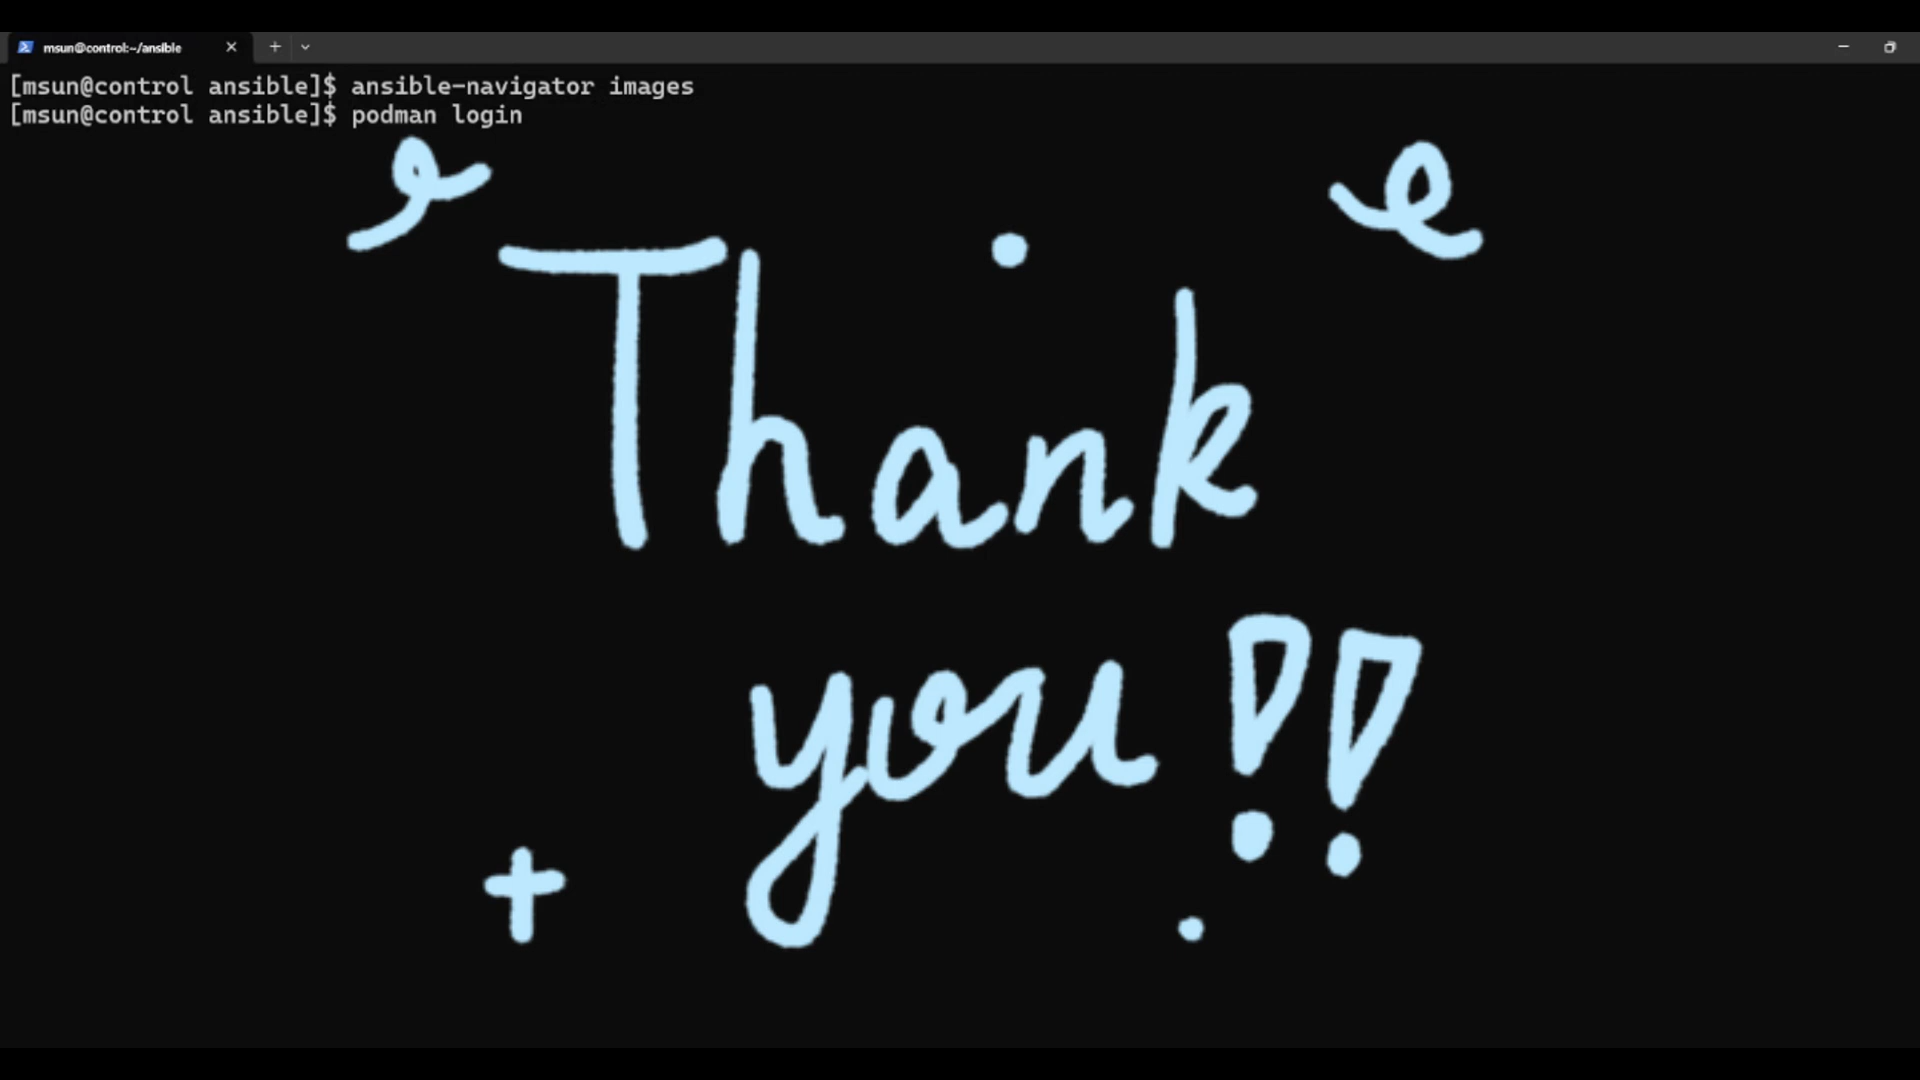 msun@control:~/ansible
[msun@control ansible]$ ansible-navigator images
[msun@control ansible]$ podman login
Thank
you!!